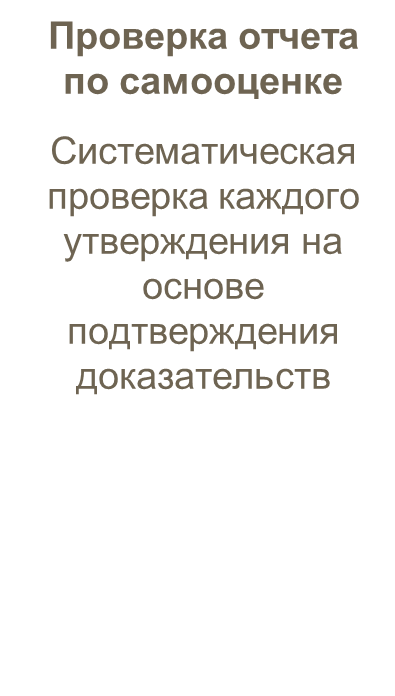 Проверка отчета
по самооценке
Систематическая
проверка каждого
утверждения на
основе
подтверждения
доказательств